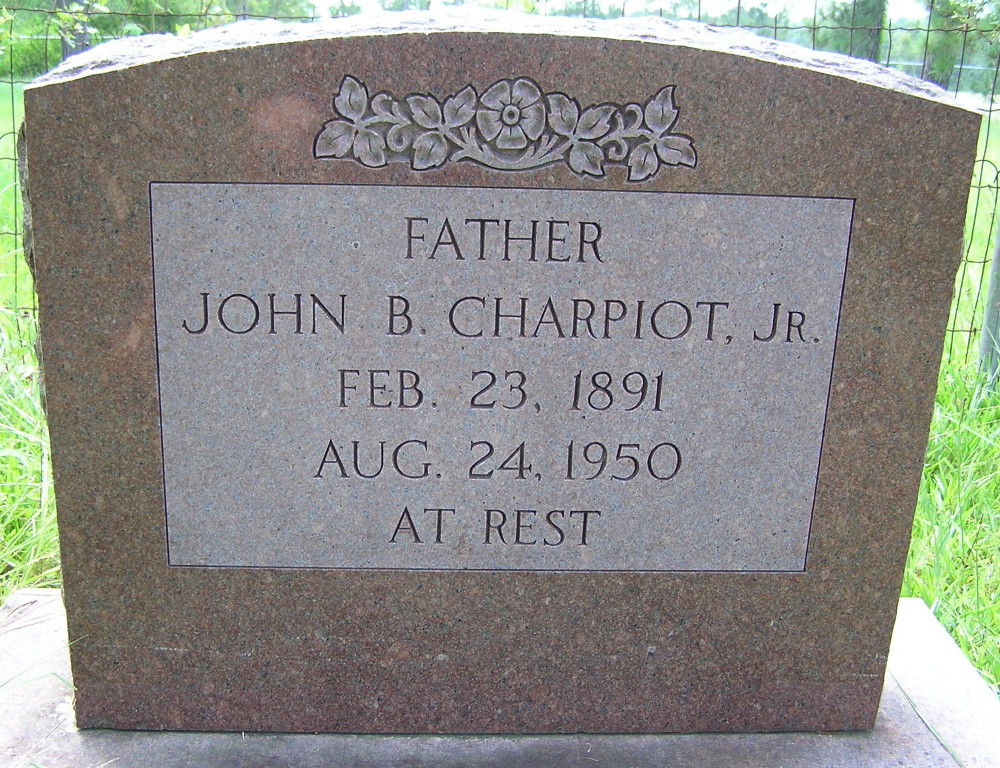 FATHER
JOHN B. CHARPIOT, JR.
FEB. 23, 1891
AUG. 24, 1950
AT REST